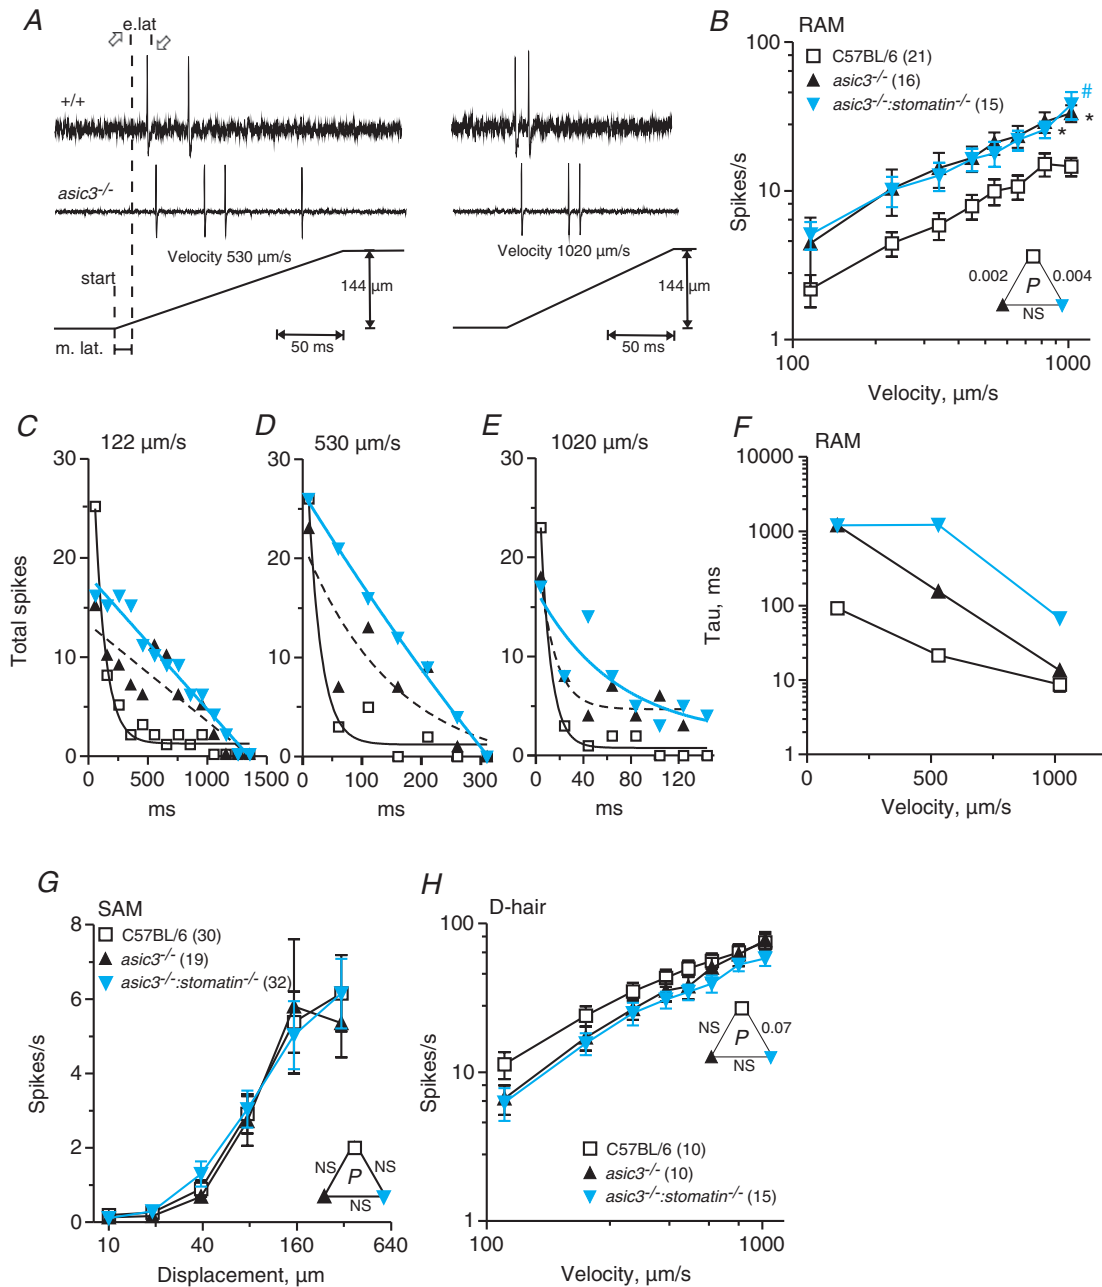 A
e.lat
+/+
asic3-/-
Velocity 530 µm/s
Velocity 1020 µm/s
start
144 µm
144 µm
m. lat.
50 ms
50 ms
B
RAM
C57BL/6 (21)
asic3-/- (16)
asic3-/-:stomatin-/- (15)
#
*
*
Spikes/s
100
10
1
0.002
0.004
P
NS
100
1000
Velocity, µm/s
C
122 µm/s
Total spikes
30
20
10
0
0
500
1000
1500
ms
D
530 µm/s
30
20
10
0
0
100
200
300
ms
E
1020 µm/s
30
20
10
0
0
40
80
120
ms
F
RAM
Tau, ms
10000
1000
100
10
1
0
500
1000
Velocity, µm/s
G
SAM
C57BL/6 (30)
asic3-/- (19)
asic3-/-:stomatin-/- (32)
Spikes/s
8
6
4
2
0
NS
NS
P
NS
10
40
160
640
Displacement, µm
H
D-hair
Spikes/s
100
10
1
NS
0.07
P
NS
C57BL/6 (10)
asic3-/- (10)
asic3-/-:stomatin-/- (15)
100
1000
Velocity, µm/s